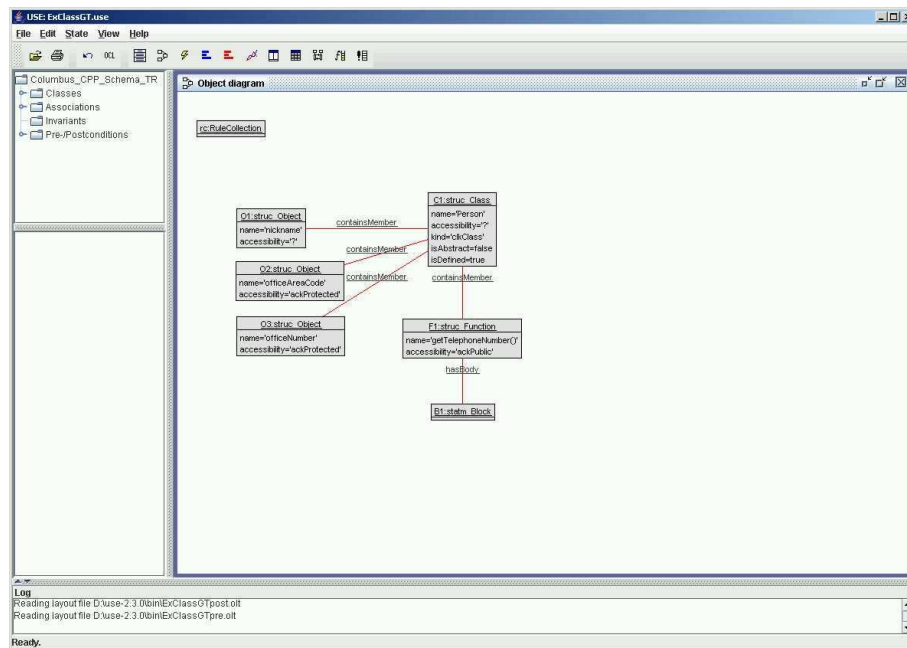 USE: ExClassGT.use
File Edit State View Help
OCL
Columbus_CPP_Schema_TR
Classes
Associations
Invariants
Pre-/Postconditions
Object diagram
rc:RuleCollection
C1:struc_Class
name='Person'
accessibility='?'
kind='clkClass'
isAbstract=false
isDefined=true
O1:struc_Object
name='nickname'
accessibility='?'
containsMember
O2:struc_Object
name='officeAreaCode'
accessibility='ackProtected'
containsMember
containsMember
containsMember
O3:struc_Object
name='officeNumber'
accessibility='ackProtected'
F1:struc_Function
name='getTelephoneNumber()'
accessibility='ackPublic'
hasBody
B1:statm_Block
Log
Reading layout file D:\use-2.3.0\bin\ExClassGTpost.olt
Reading layout file D:\use-2.3.0\bin\ExClassGTpre.olt
Ready.